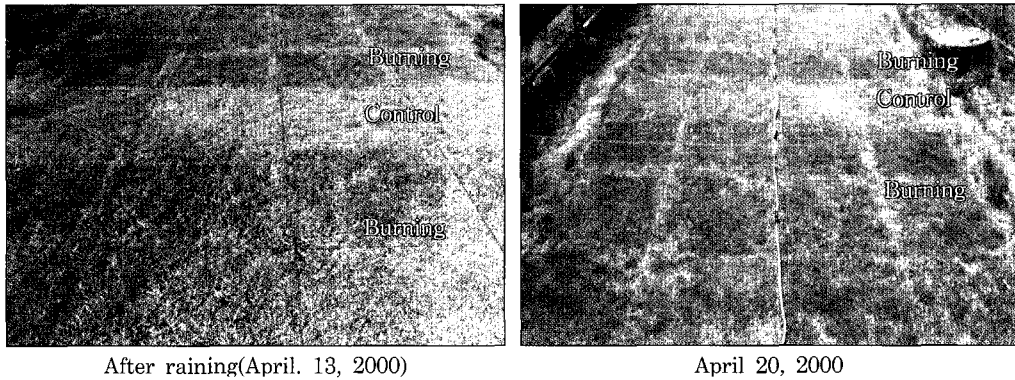 Burning
Control
Burning
Burning
Control
Burning
After raining(April. 13, 2000)
April 20, 2000